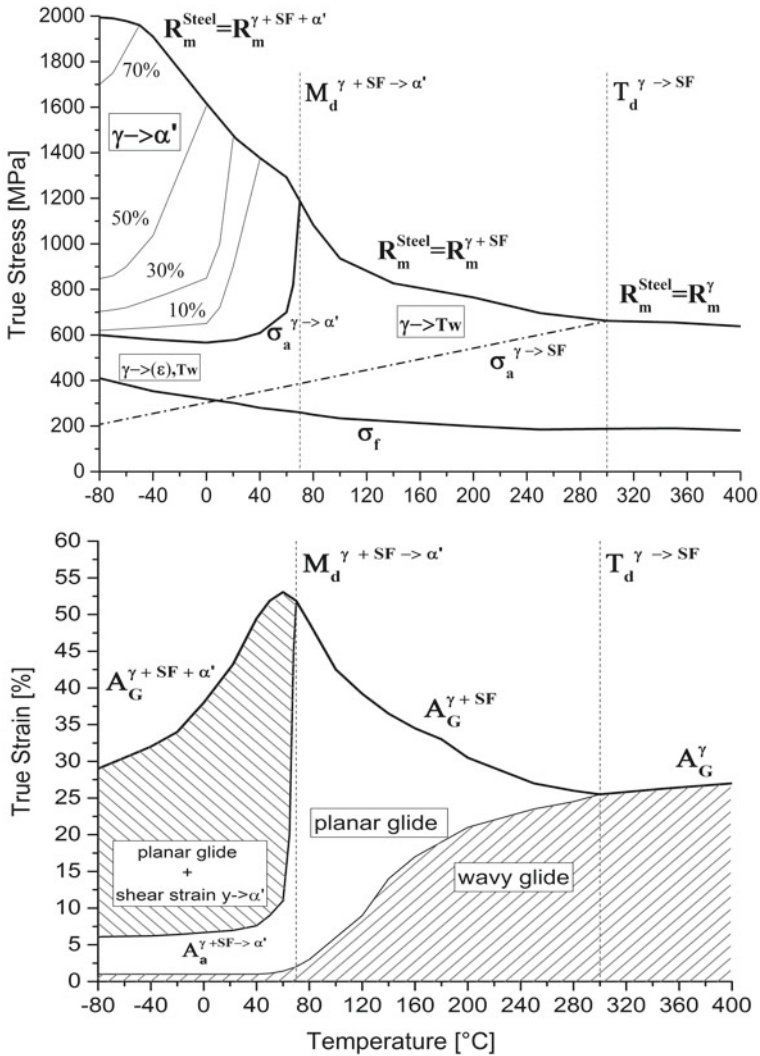 R_m^Steel=R_m^γ+SF+α'
M_d^γ+SF->α'
T_d^γ->SF
True Stress [MPa]
2000
1800
1600
1400
1200
1000
800
600
400
200
0
70%
γ->α'
50%
30%
10%
R_m^Steel=R_m^γ+SF
R_m^Steel=R_m^γ
γ->Tw
σ_a^γ->α'
σ_a^γ->SF
γ->(ε),Tw
σ_f
-80 -40 0 40 80 120 160 200 240 280 320 360 400
True Strain [%]
60
55
50
45
40
35
30
25
20
15
10
5
0
M_d^γ+SF->α'
T_d^γ->SF
A_G^γ+SF+α'
A_G^γ+SF
A_G^γ
planar glide
+
shear strain y->α'
planar glide
wavy glide
A_a^γ+SF->α'
-80 -40 0 40 80 120 160 200 240 280 320 360 400
Temperature [°C]